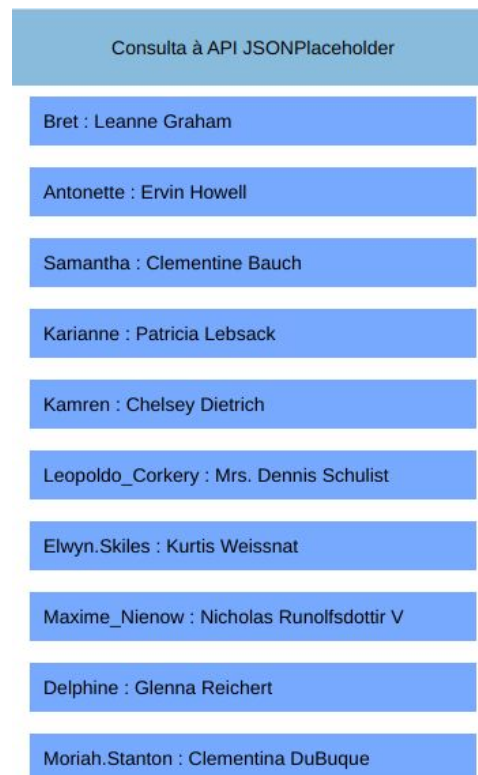 Consulta à API JSONPlaceholder
Bret : Leanne Graham
Antonette : Ervin Howell
Samantha : Clementine Bauch
Karianne : Patricia Lebsack
Kamren : Chelsey Dietrich
Leopoldo_Corkery : Mrs. Dennis Schulist
Elwyn.Skiles : Kurtis Weissnat
Maxime_Nienow : Nicholas Runolfsdottir V
Delphine : Glenna Reichert
Moriah.Stanton : Clementina DuBuque